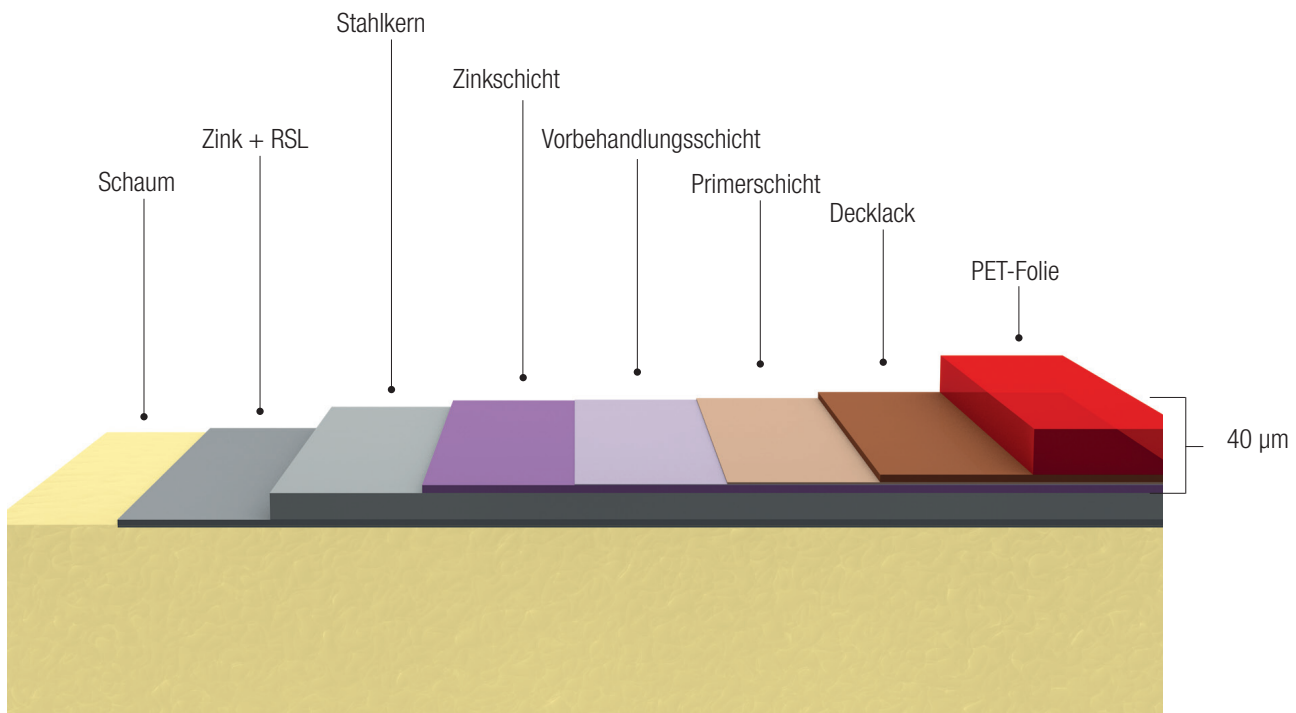 Stahlkern
Zinkschicht
Zink + RSL
Vorbehandlungsschicht
Schaum
Primerschicht
Decklack
PET-Folie
40 µm